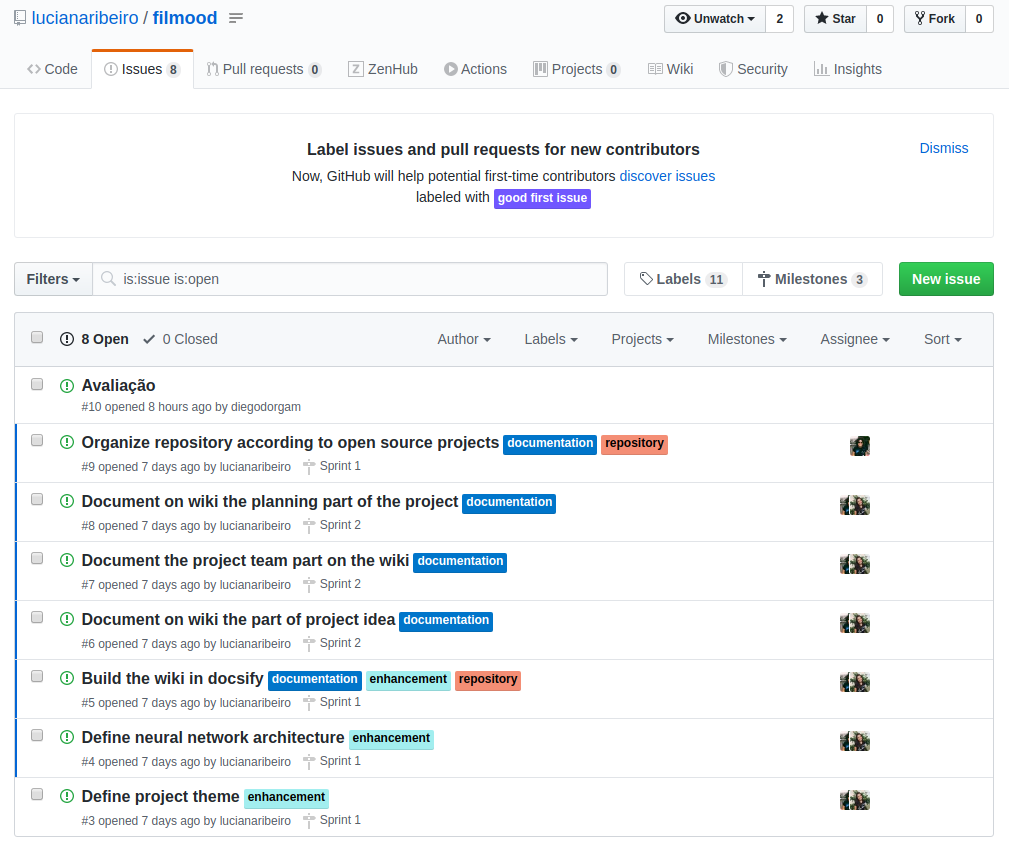 lucianaribeiro / filmood
Unwatch 2 Star 0 Fork 0
Code Issues 8 Pull requests 0 Z ZenHub Actions Projects 0 Wiki Security Insights
Label issues and pull requests for new contributors
Dismiss
Now, GitHub will help potential first-time contributors discover issues
labeled with good first issue
Filters is:issue is:open Labels 11 Milestones 3 New issue
8 Open 0 Closed Author Labels Projects Milestones Assignee Sort
Avaliação
#10 opened 8 hours ago by diegodorgam
Organize repository according to open source projects documentation repository
#9 opened 7 days ago by lucianaribeiro Sprint 1
Document on wiki the planning part of the project documentation
#8 opened 7 days ago by lucianaribeiro Sprint 2
Document the project team part on the wiki documentation
#7 opened 7 days ago by lucianaribeiro Sprint 2
Document on wiki the part of project idea documentation
#6 opened 7 days ago by lucianaribeiro Sprint 2
Build the wiki in docsify documentation enhancement repository
#5 opened 7 days ago by lucianaribeiro Sprint 1
Define neural network architecture enhancement
#4 opened 7 days ago by lucianaribeiro Sprint 1
Define project theme enhancement
#3 opened 7 days ago by lucianaribeiro Sprint 1